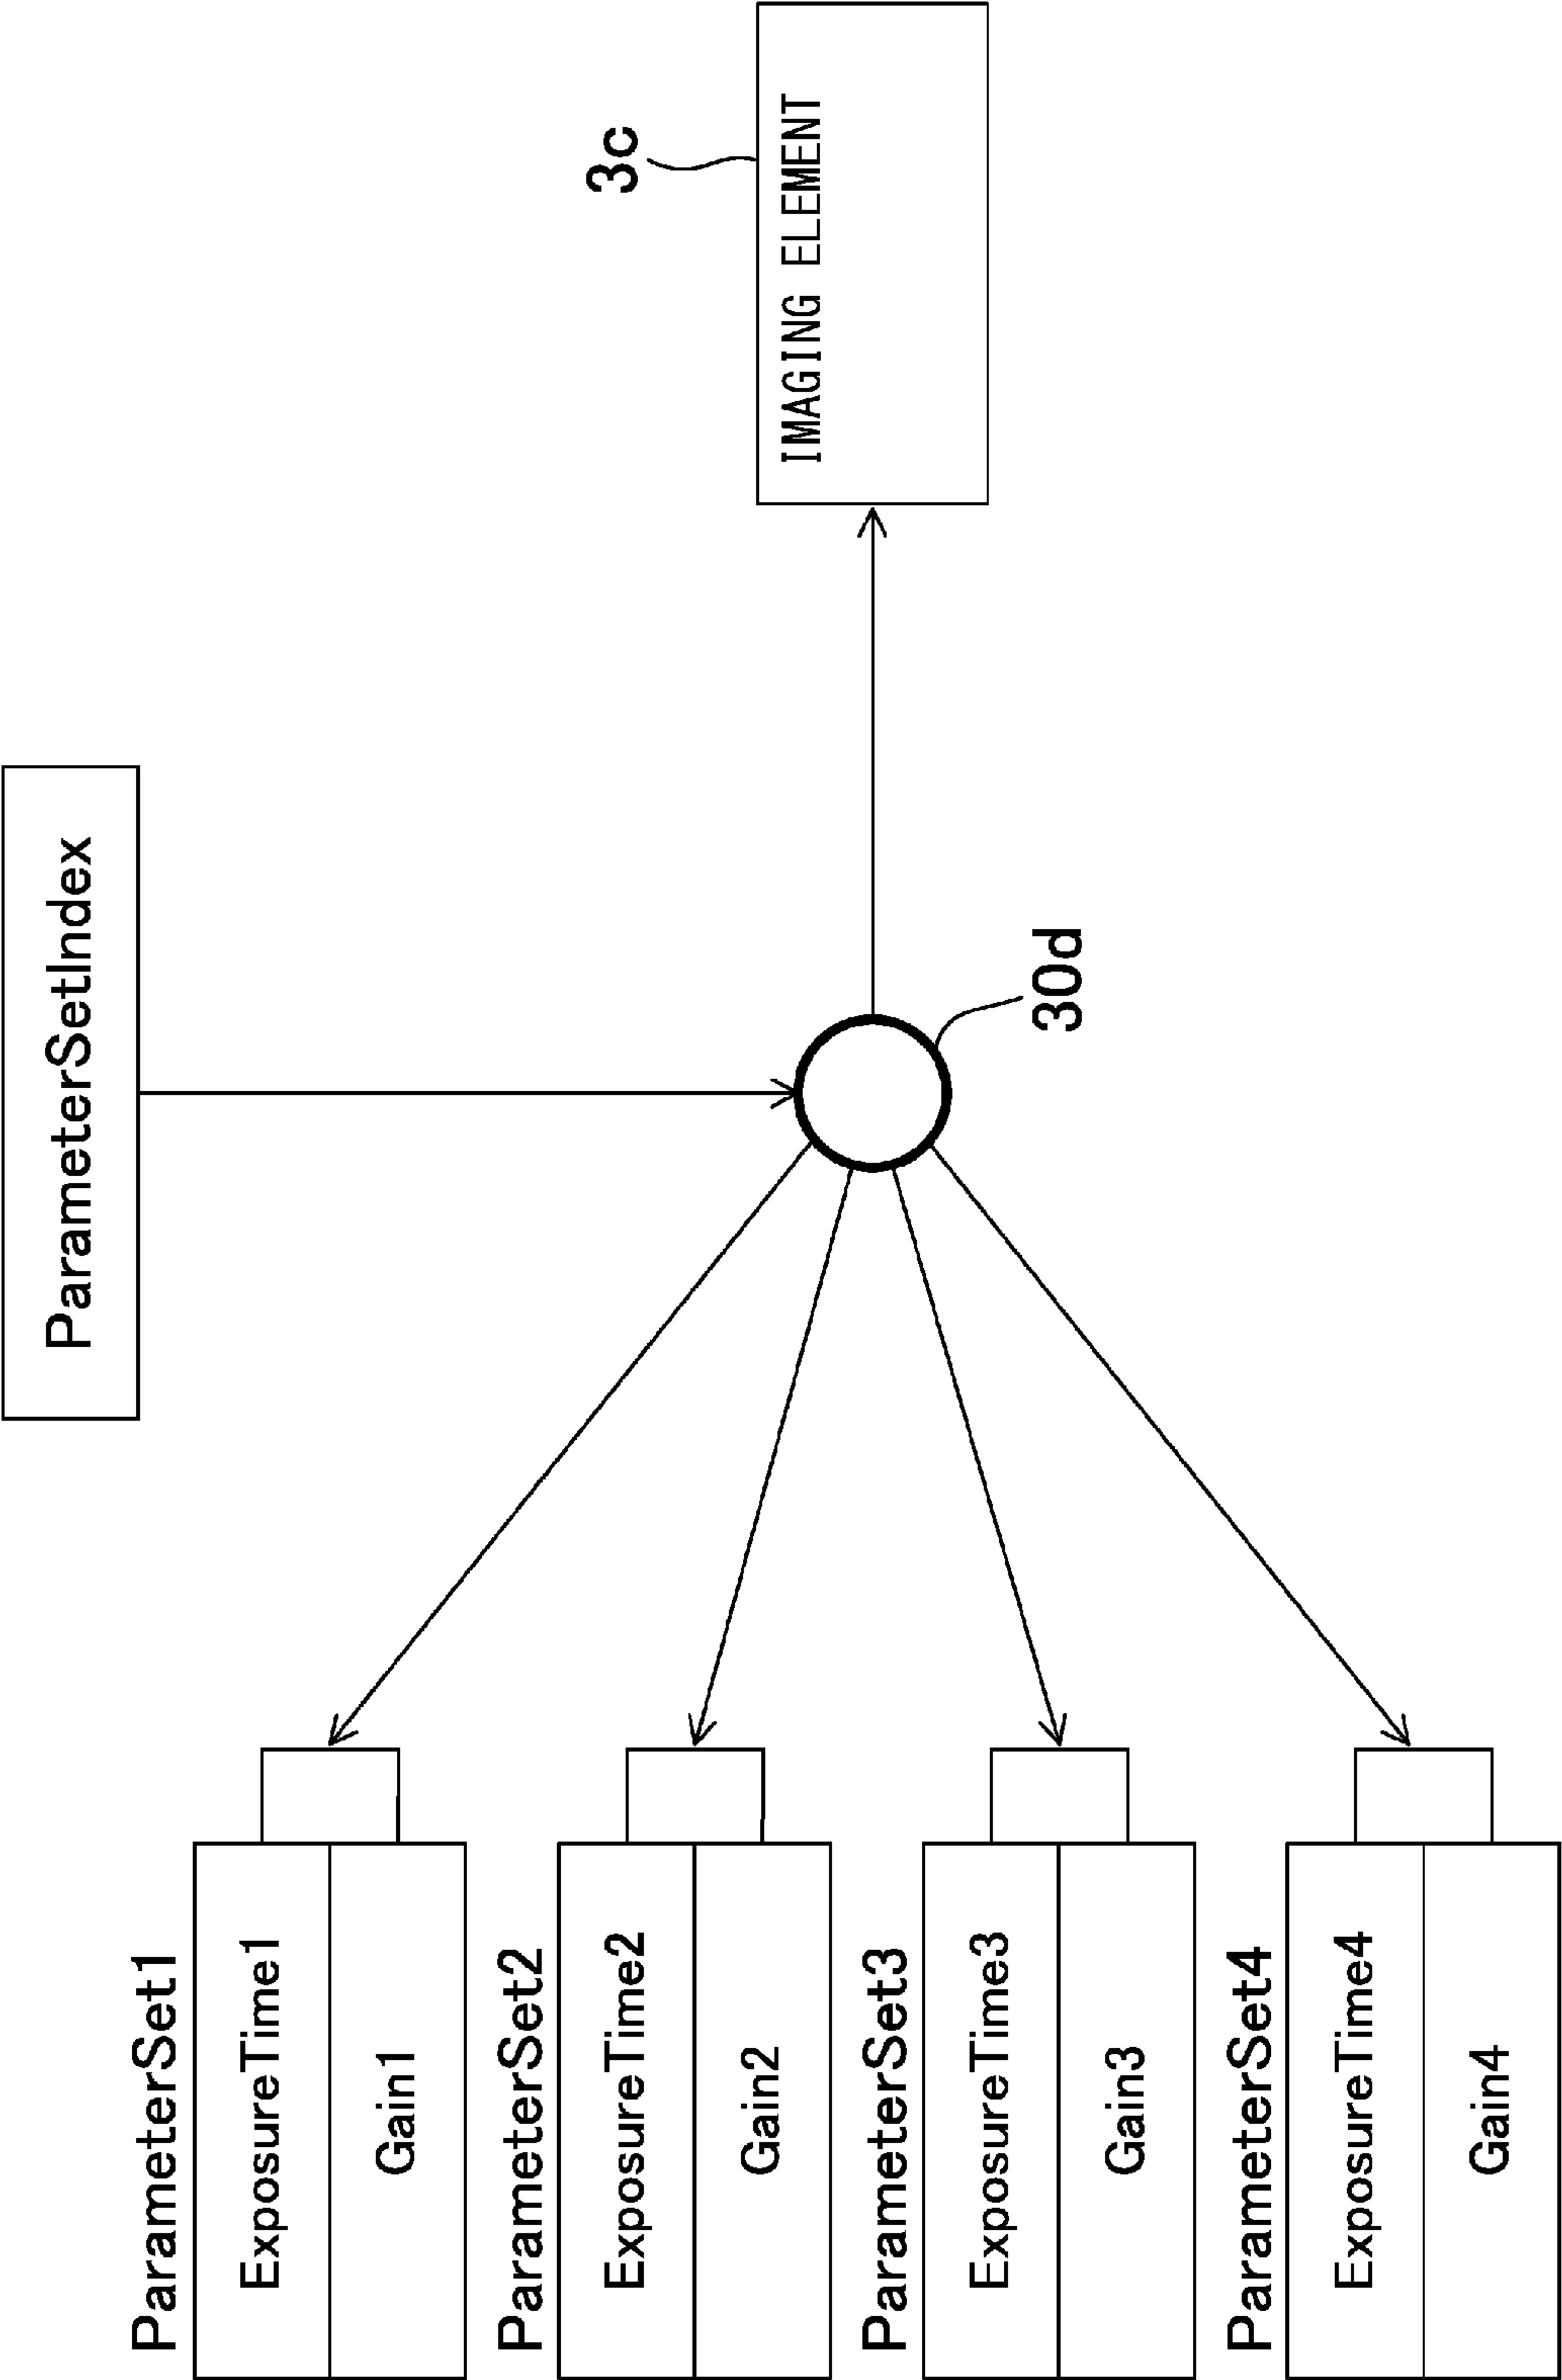 ParameterSetIndex
ParameterSet1
ExposureTime1
Gain1
ParameterSet2
ExposureTime2
Gain2
ParameterSet3
ExposureTime3
Gain3
ParameterSet4
ExposureTime4
Gain4
30d
3c
IMAGING ELEMENT